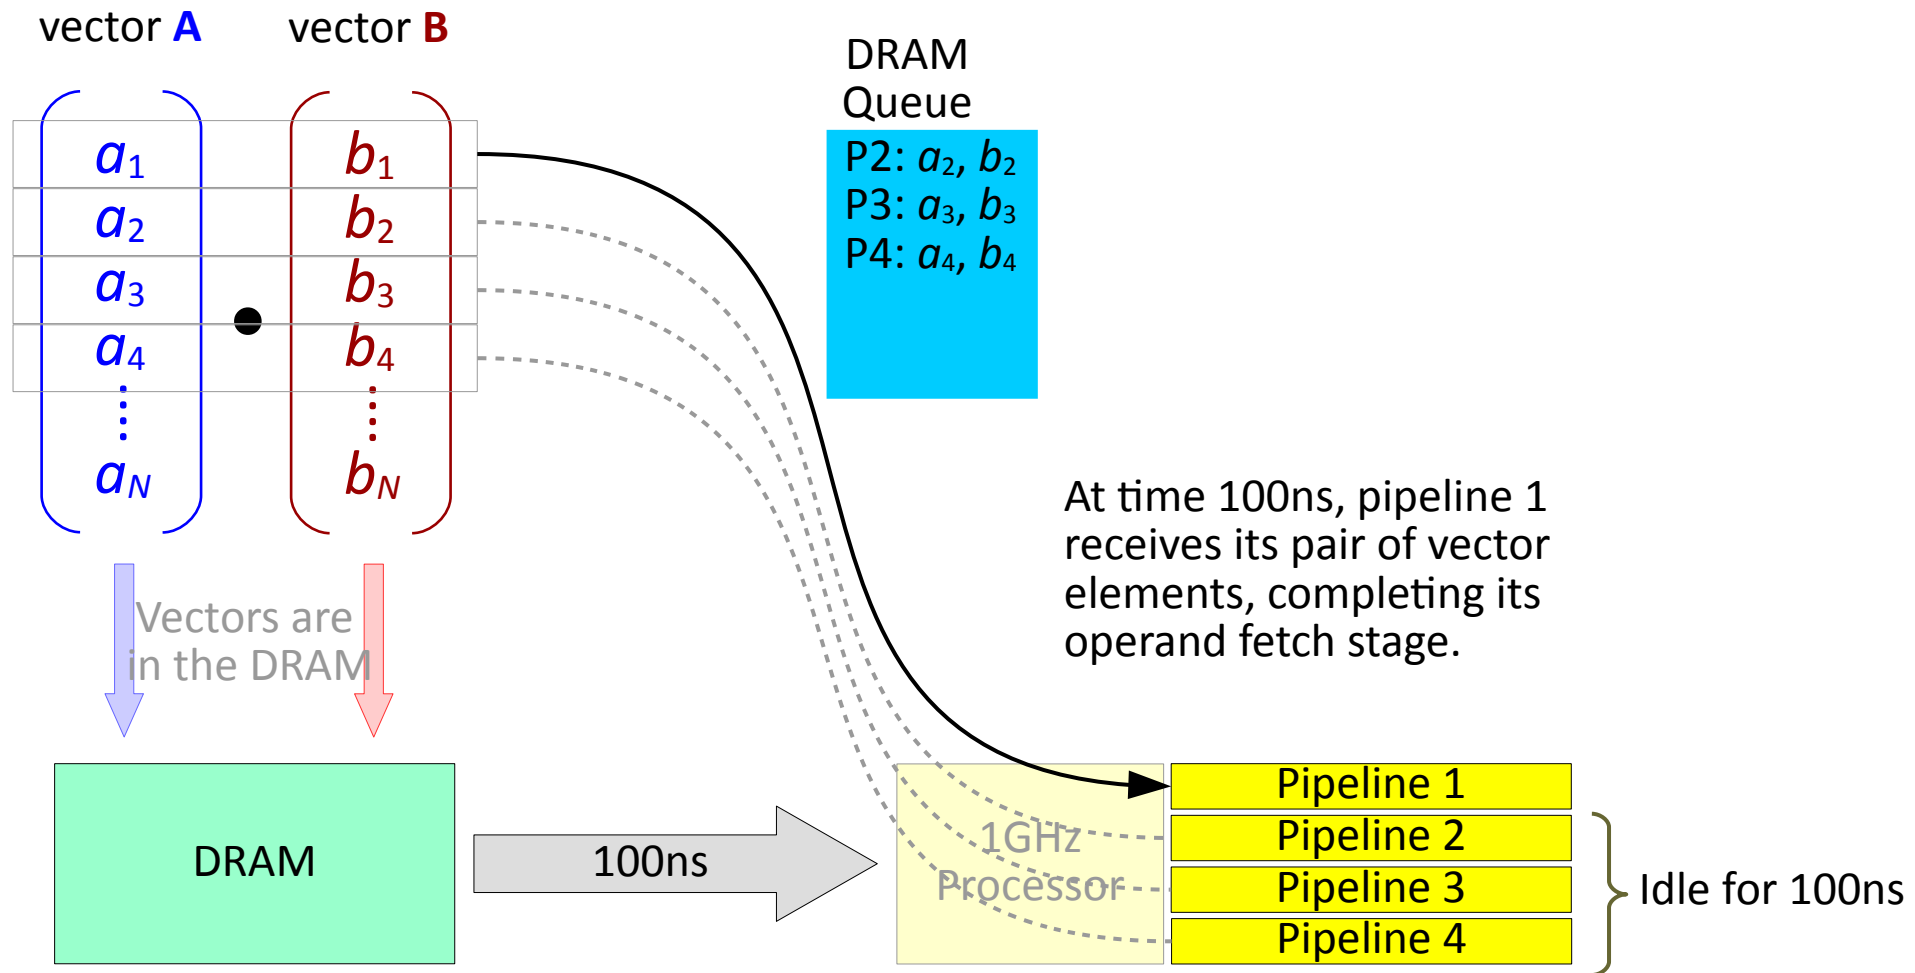 vector A
vector B
a1
b1
a2
b2
a3
b3
a4
b4
aN
bN
DRAM
Queue
P2: a2, b2
P3: a3, b3
P4: a4, b4
At time 100ns, pipeline 1
receives its pair of vector
elements, completing its
operand fetch stage.
Vectors are
in the DRAM
DRAM
100ns
1GHz
Processor
Pipeline 1
Pipeline 2
Pipeline 3
Pipeline 4
Idle for 100ns